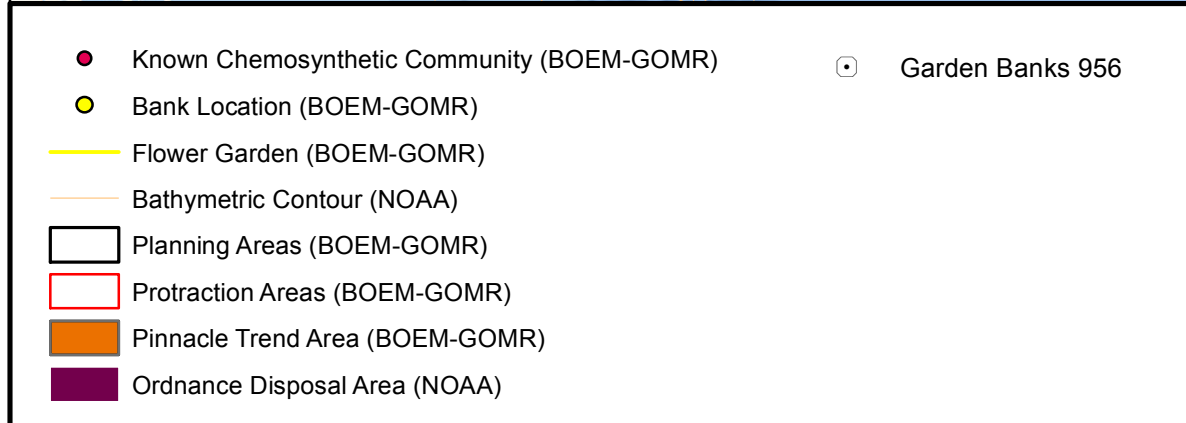 Known Chemosynthetic Community (BOEM-GOMR)
Bank Location (BOEM-GOMR)
Flower Garden (BOEM-GOMR)
Bathymetric Contour (NOAA)
Planning Areas (BOEM-GOMR)
Protraction Areas (BOEM-GOMR)
Pinnacle Trend Area (BOEM-GOMR)
Ordnance Disposal Area (NOAA)
Garden Banks 956